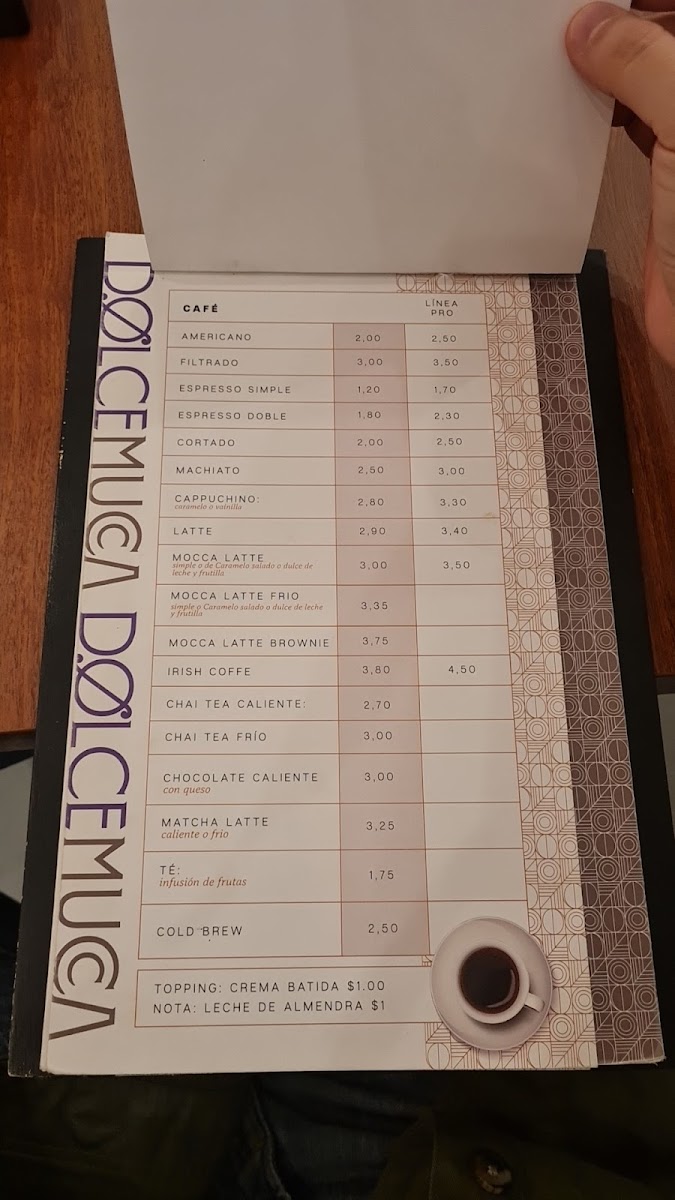 DØLCEMUCCA DØLCEMUCCA
CAFÉ LÍNEA
PRO
AMERICANO 2,00 2,50
FILTRADO 3,00 3,50
ESPRESSO SIMPLE 1,20 1,70
ESPRESSO DOBLE 1,80 2,30
CORTADO 2,00 2,50
MACHIATO 2,50 3,00
CAPPUCHINO: 2,80 3,30
caramelo o vainilla
LATTE 2,90 3,40
MOCCA LATTE 3,00 3,50
simple o de Caramelo salado o dulce de
leche y frutilla
MOCCA LATTE FRIO 3,35
simple o Caramelo salado o dulce de leche
y frutilla
MOCCA LATTE BROWNIE 3,75
IRISH COFFE 3,80 4,50
CHAI TEA CALIENTE: 2,70
CHAI TEA FRÍO 3,00
CHOCOLATE CALIENTE 3,00
con queso
MATCHA LATTE 3,25
caliente o frio
TÉ: 1,75
infusión de frutas
COLD BREW 2,50
TOPPING: CREMA BATIDA $1.00
NOTA: LECHE DE ALMENDRA $1